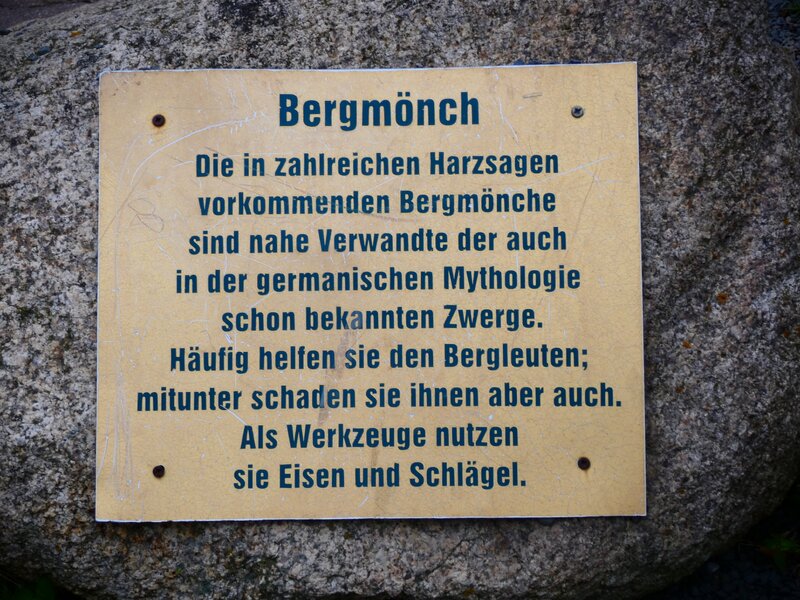 Bergmönch
Die in zahlreichen Harzsagen
vorkommenden Bergmönche
sind nahe Verwandte der auch
in der germanischen Mythologie
schon bekannten Zwerge.
Häufig helfen sie den Bergleuten;
mitunter schaden sie ihnen aber auch.
Als Werkzeuge nutzen
sie Eisen und Schlägel.